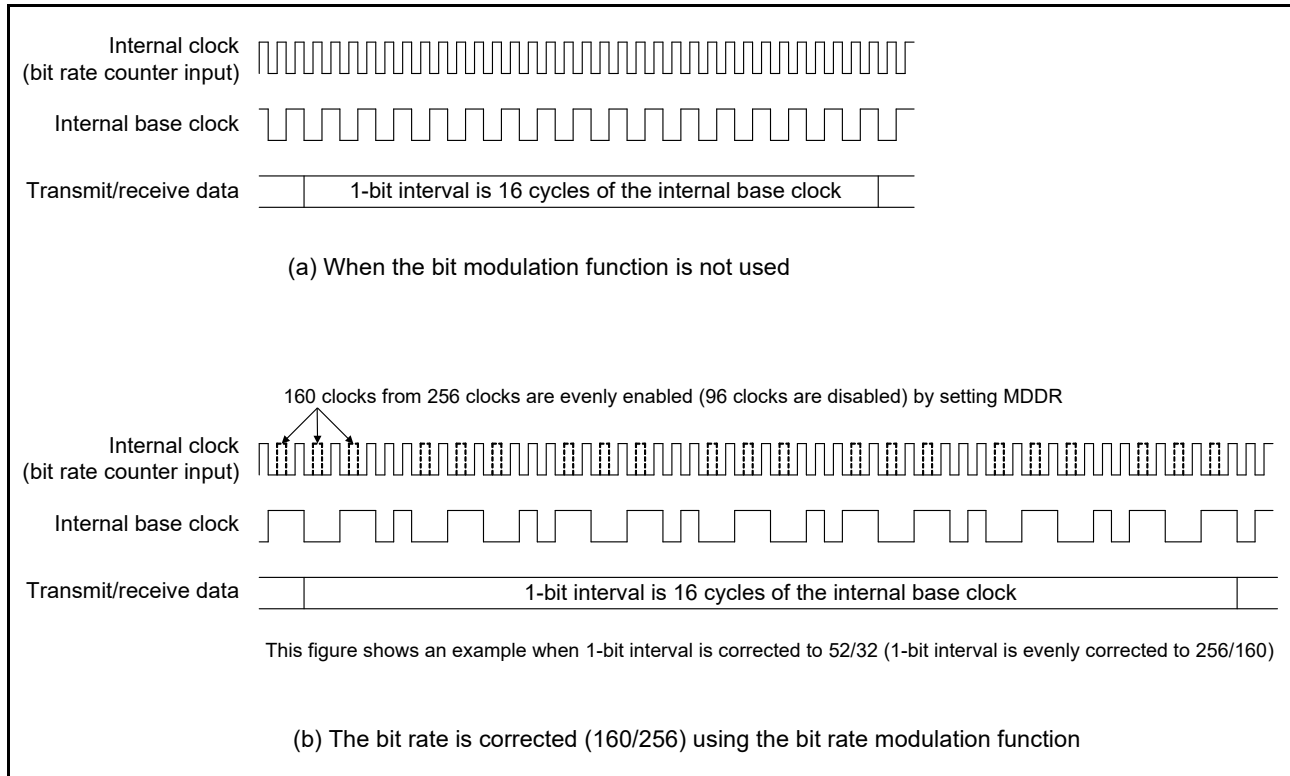 Internal clock
(bit rate counter input)
Internal base clock
Transmit/receive data
1-bit interval is 16 cycles of the internal base clock
(a) When the bit modulation function is not used
160 clocks from 256 clocks are evenly enabled (96 clocks are disabled) by setting MDDR
Internal clock
(bit rate counter input)
Internal base clock
Transmit/receive data
1-bit interval is 16 cycles of the internal base clock
This figure shows an example when 1-bit interval is corrected to 52/32 (1-bit interval is evenly corrected to 256/160)
(b) The bit rate is corrected (160/256) using the bit rate modulation function